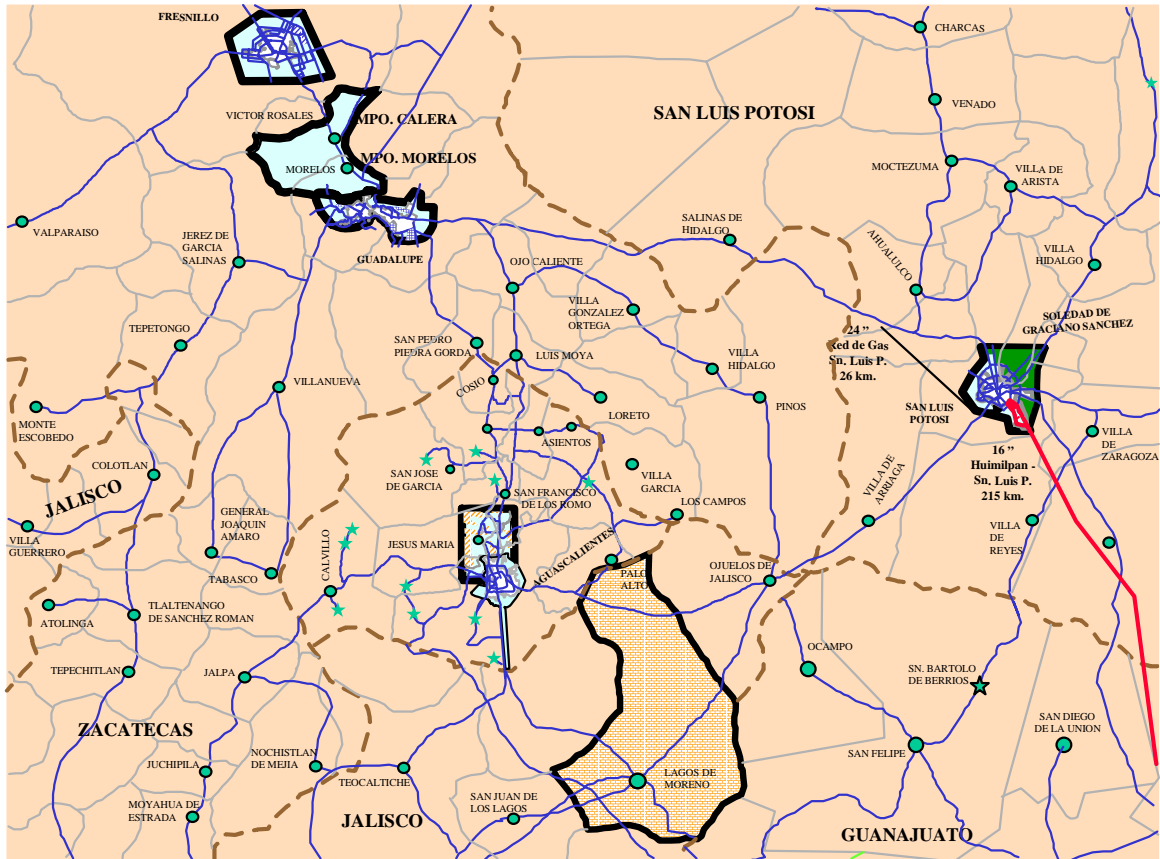 FRESNILLO
CHARCAS
VENADO
SAN LUIS POTOSI
VICTOR ROSALES
MPO. CALERA
MPO. MORELOS
MORELOS
MOCTEZUMA
VILLA DE
ARISTA
VALPARAISO
JEREZ DE
GARCIA
SALINAS
GUADALUPE
SALINAS DE
HIDALGO
AHUALULCO
VILLA
HIDALGO
OJO CALIENTE
VILLA
GONZALEZ
ORTEGA
SOLEDAD DE
GRACIANO SANCHEZ
24 ”
Red de Gas
Sn. Luis P.
26 km.
TEPETONGO
SAN PEDRO
PIEDRA GORDA
LUIS MOYA
VILLA
HIDALGO
COSIO
VILLANUEVA
PINOS
LORETO
SAN LUIS
POTOSI
MONTE
ESCOBEDO
ASIENTOS
VILLA
DE
ZARAGOZA
16 ”
Huimilpan -
Sn. Luis P.
215 km.
COLOTLAN
SAN JOSE
DE GARCIA
VILLA
GARCIA
VILLA DE
ARRIAGA
JALISCO
SAN FRANCISCO
DE LOS ROMO
LOS CAMPOS
VILLA
GUERRERO
GENERAL
JOAQUIN
AMARO
JESUS MARIA
VILLA
DE
REYES
CALVILLO
AGUASCALIENTES
TABASCO
PALO
ALTO
OJUELOS DE
JALISCO
ATOLINGA
TLALTENANGO
DE SANCHEZ ROMAN
OCAMPO
TEPECHITLAN
JALPA
SN. BARTOLO
DE BERRIOS
ZACATECAS
SAN DIEGO
DE LA UNION
NOCHISTLAN
DE MEJIA
JUCHIPILA
TEOCALTICHE
SAN FELIPE
LAGOS DE
MORENO
SAN JUAN DE
LOS LAGOS
MOYAHUA DE
ESTRADA
JALISCO
GUANAJUATO